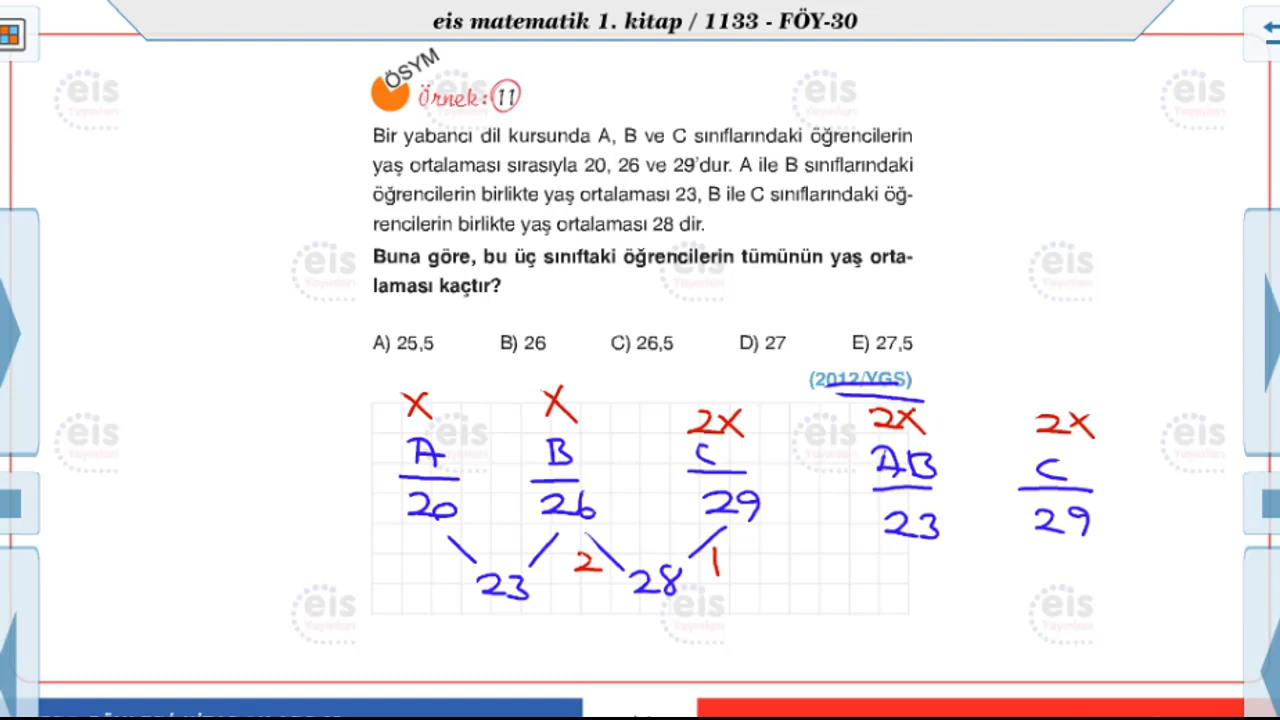 eis matematik 1. kitap / 1133 - FÖY-30
ÖSYM
Örnek: 11
Bir yabancı dil kursunda A, B ve C sınıflarındaki öğrencilerin
yaş ortalaması sırasıyla 20, 26 ve 29'dur. A ile B sınıflarındaki
öğrencilerin birlikte yaş ortalaması 23, B ile C sınıflarındaki öğ-
rencilerin birlikte yaş ortalaması 28 dir.
Buna göre, bu üç sınıftaki öğrencilerin tümünün yaş orta-
laması kaçtır?
A) 25,5 B) 26 C) 26,5 D) 27 E) 27,5
(2012/YGS)
x x 2x 2x 2x
A B C AB C
20 26 29 23 29
2 1
23 28
eis Yayınları